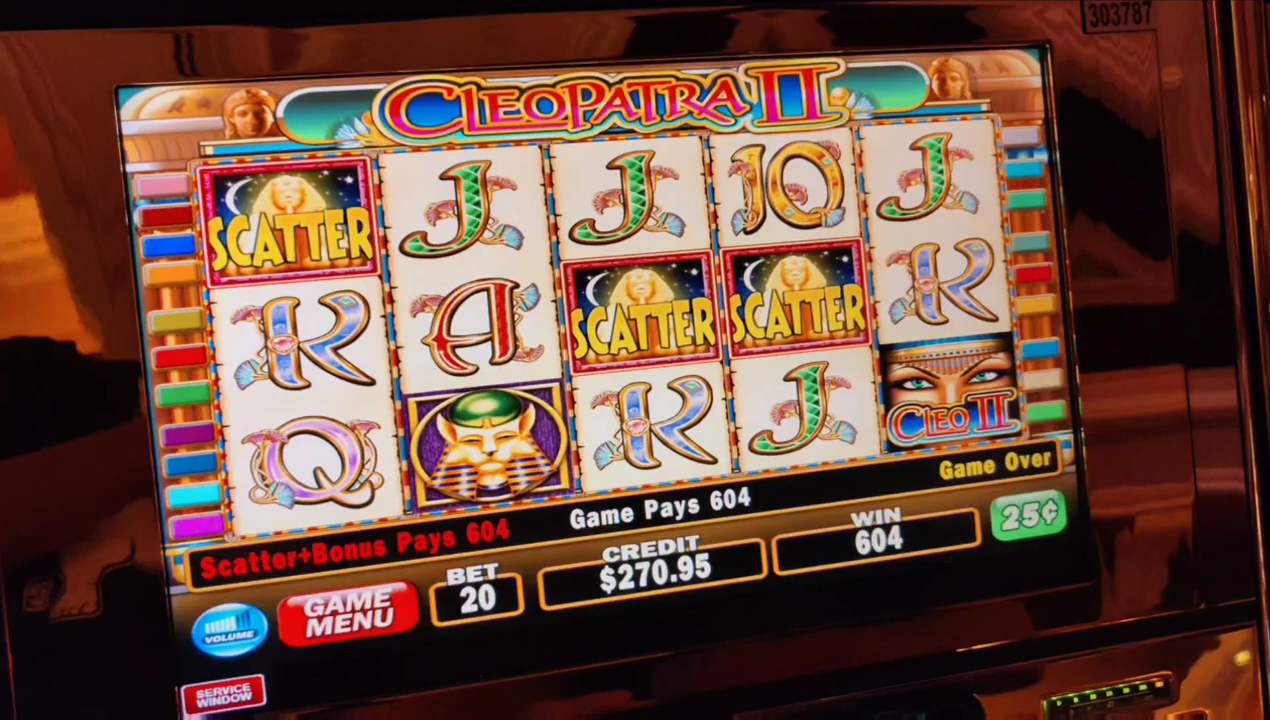 303787
CLEOPATRA II
SCATTER J J 10 J
K A SCATTER SCATTER K
Q K J CLEO II
Scatter+Bonus Pays 604 Game Pays 604 Game Over
BET 20 CREDIT $270.95 WIN 604 25¢
VOLUME GAME MENU
SERVICE WINDOW